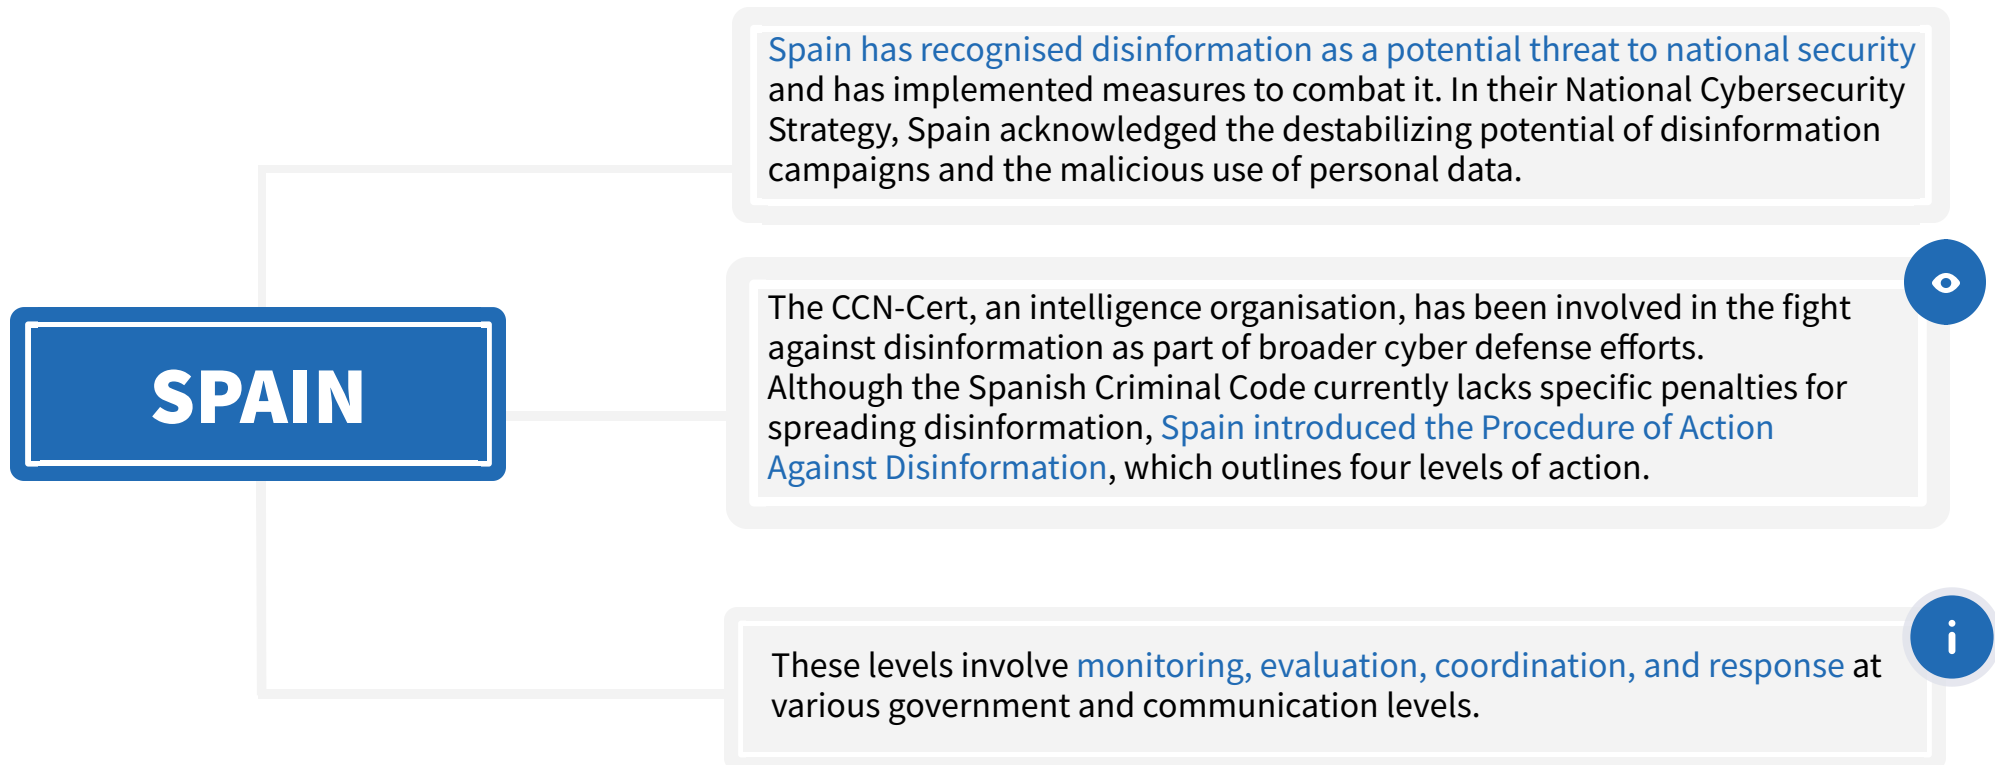 Spain has recognised disinformation as a potential threat to national security
and has implemented measures to combat it. In their National Cybersecurity
Strategy, Spain acknowledged the destabilizing potential of disinformation
campaigns and the malicious use of personal data.
SPAIN
The CCN-Cert, an intelligence organisation, has been involved in the fight
against disinformation as part of broader cyber defense efforts.
Although the Spanish Criminal Code currently lacks specific penalties for
spreading disinformation, Spain introduced the Procedure of Action
Against Disinformation, which outlines four levels of action.
These levels involve monitoring, evaluation, coordination, and response at
various government and communication levels.